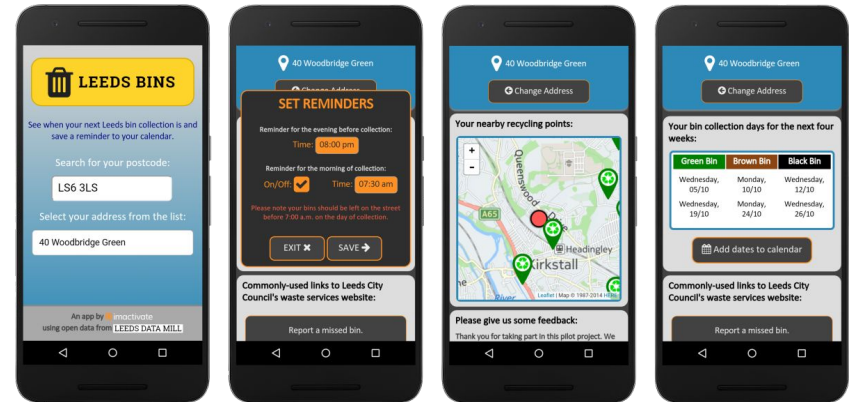 LEEDS BINS
See when your next Leeds bin collection is and
save a reminder to your calendar.
Search for your postcode:
LS6 3LS
Select your address from the list:
40 Woodbridge Green
An app by imactivate
using open data from LEEDS DATA MILL
40 Woodbridge Green
Change Address
SET REMINDERS
Reminder for the evening before collection:
Time: 08:00 pm
Reminder for the morning of collection:
On/Off: Time: 07:30 am
Please note your bins should be left on the street
before 7:00 a.m. on the day of collection.
EXIT SAVE
Commonly-used links to Leeds City
Council's waste services website:
Report a missed bin.
40 Woodbridge Green
Change Address
Your nearby recycling points:
+
-
Queenswood Drive
A65
Headingley
Kirkstall
River
Leaflet | Map © 1987-2014 HERE
Please give us some feedback:
Thank you for taking part in this pilot project. We
40 Woodbridge Green
Change Address
Your bin collection days for the next four
weeks:
Green Bin Brown Bin Black Bin
Wednesday, Monday, Wednesday,
05/10 10/10 12/10
Wednesday, Monday, Wednesday,
19/10 24/10 26/10
Add dates to calendar
Commonly-used links to Leeds City
Council's waste services website:
Report a missed bin.